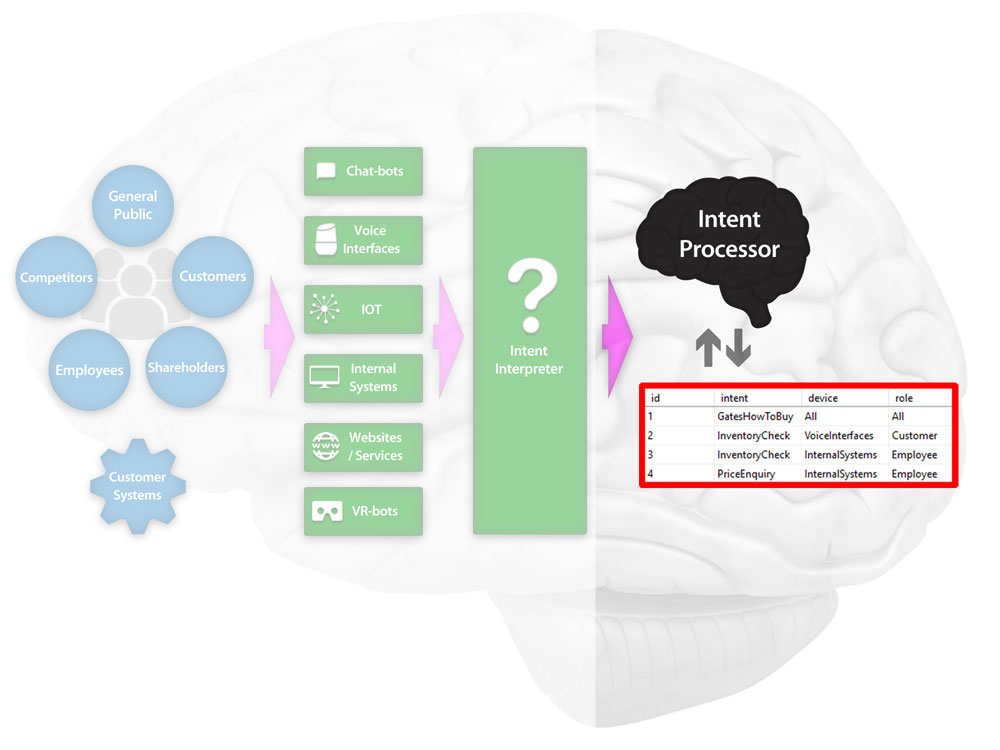 General
Public
Competitors
Customers
Employees
Shareholders
Customer
Systems
Chat-bots
Voice
Interfaces
IOT
Internal
Systems
www
Websites
/ Services
VR-bots
?
Intent
Interpreter
Intent
Processor
id intent device role
1 GatesHowToBuy All All
2 InventoryCheck VoiceInterfaces Customer
3 InventoryCheck InternalSystems Employee
4 PriceEnquiry InternalSystems Employee